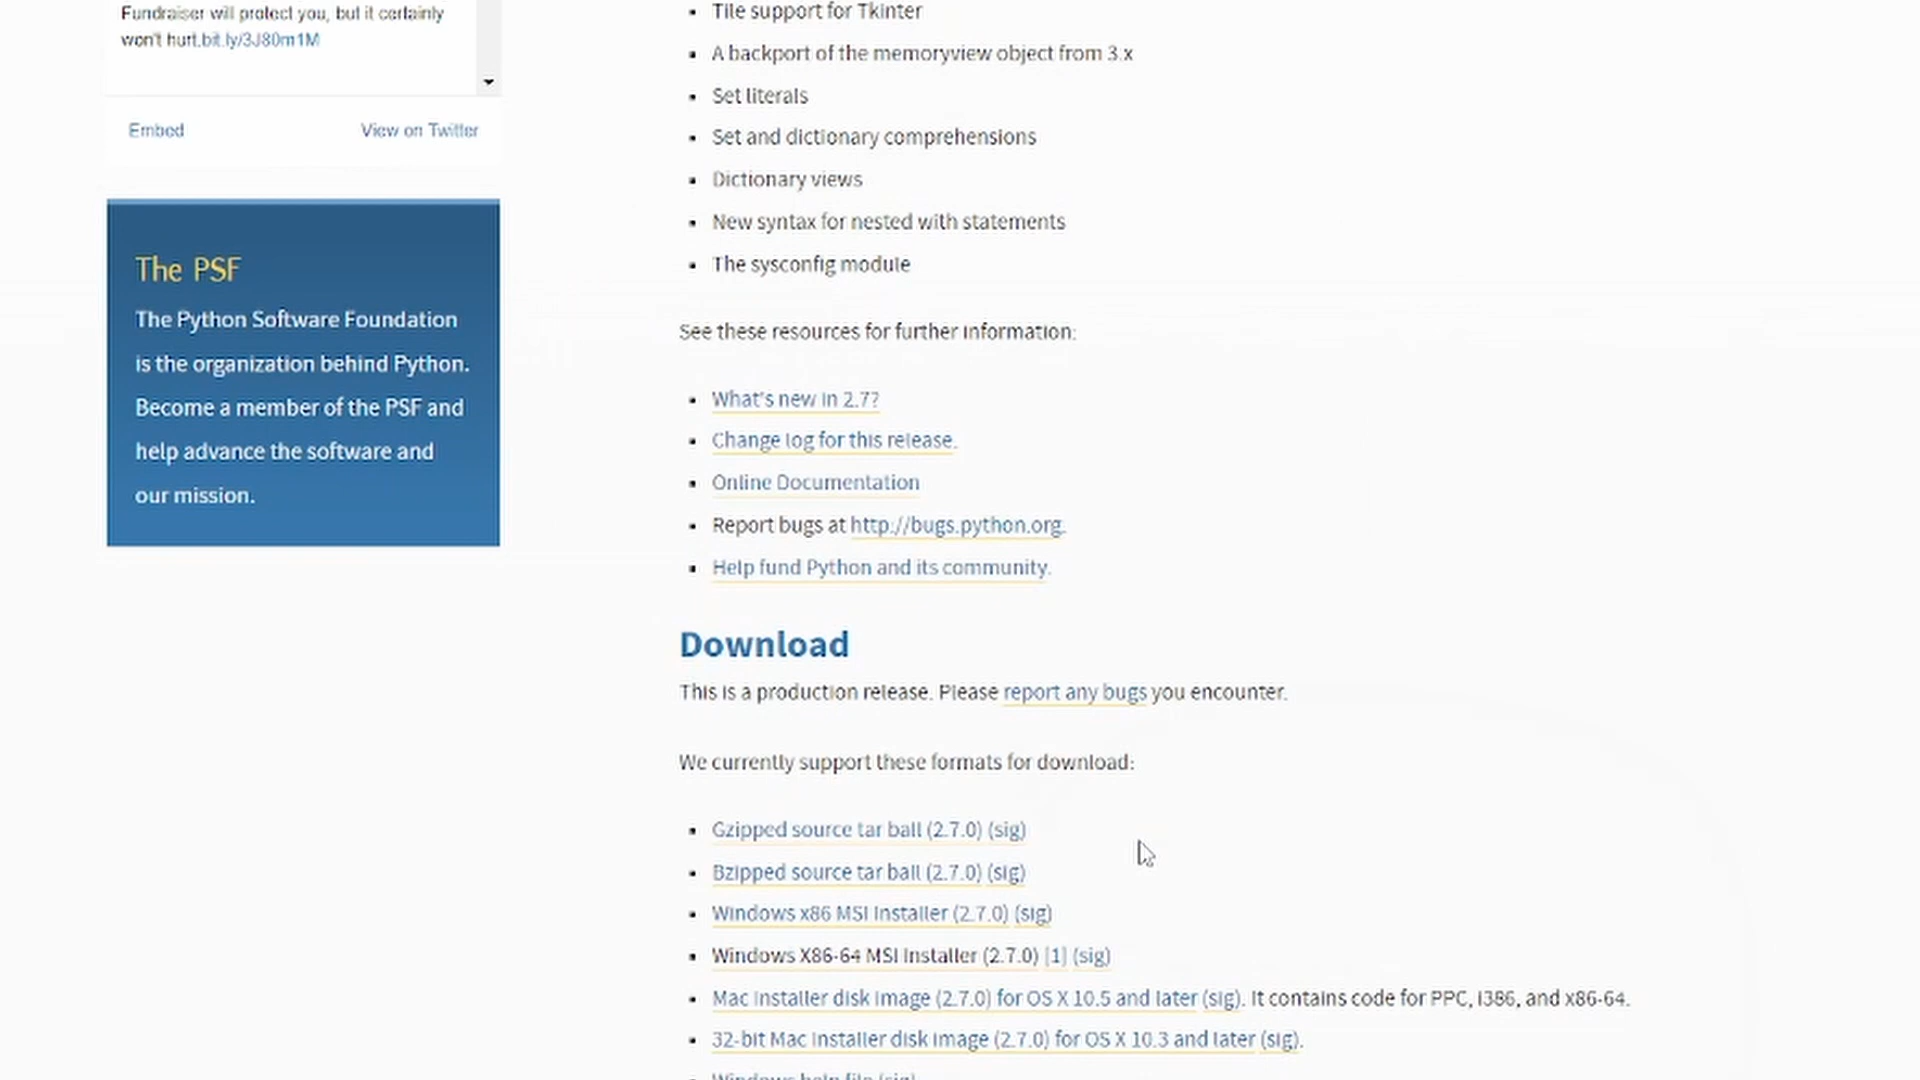 Fundraiser will protect you, but it certainly
won't hurt.bit.ly/3J80m1M
Embed
View on Twitter
The PSF
The Python Software Foundation
is the organization behind Python.
Become a member of the PSF and
help advance the software and
our mission.
Tile support for Tkinter
A backport of the memoryview object from 3.x
Set literals
Set and dictionary comprehensions
Dictionary views
New syntax for nested with statements
The sysconfig module
See these resources for further information:
What's new in 2.7?
Change log for this release.
Online Documentation
Report bugs at http://bugs.python.org.
Help fund Python and its community.
Download
This is a production release. Please report any bugs you encounter.
We currently support these formats for download:
Gzipped source tar ball (2.7.0) (sig)
Bzipped source tar ball (2.7.0) (sig)
Windows x86 MSI Installer (2.7.0) (sig)
Windows X86-64 MSI Installer (2.7.0) [1] (sig)
Mac Installer disk image (2.7.0) for OS X 10.5 and later (sig). It contains code for PPC, i386, and x86-64.
32-bit Mac Installer disk image (2.7.0) for OS X 10.3 and later (sig).
Windows help file (sig)